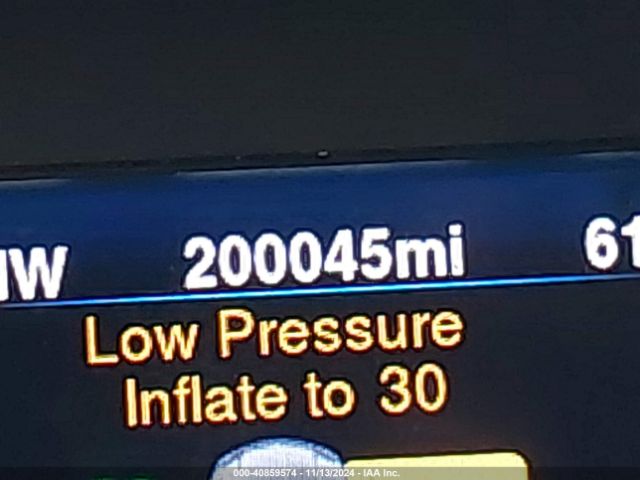 NW 200045mi 61
Low Pressure
Inflate to 30
000-40859574 - 11/13/2024 - IAA Inc.